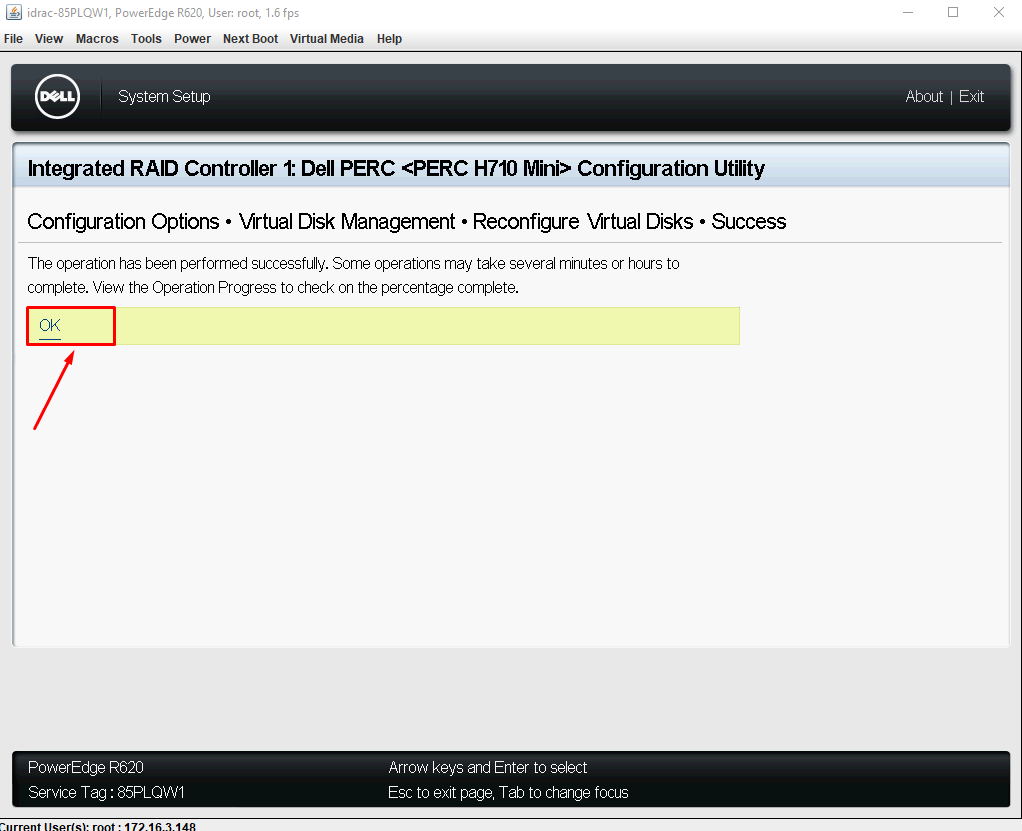 idrac-85PLQW1, PowerEdge R620, User: root, 1.6 fps
File View Macros Tools Power Next Boot Virtual Media Help
DELL System Setup About | Exit
Integrated RAID Controller 1: Dell PERC <PERC H710 Mini> Configuration Utility
Configuration Options • Virtual Disk Management • Reconfigure Virtual Disks • Success
The operation has been performed successfully. Some operations may take several minutes or hours to
complete. View the Operation Progress to check on the percentage complete.
OK
PowerEdge R620 Arrow keys and Enter to select
Service Tag : 85PLQW1 Esc to exit page, Tab to change focus
Current User(s): root : 172.16.3.148